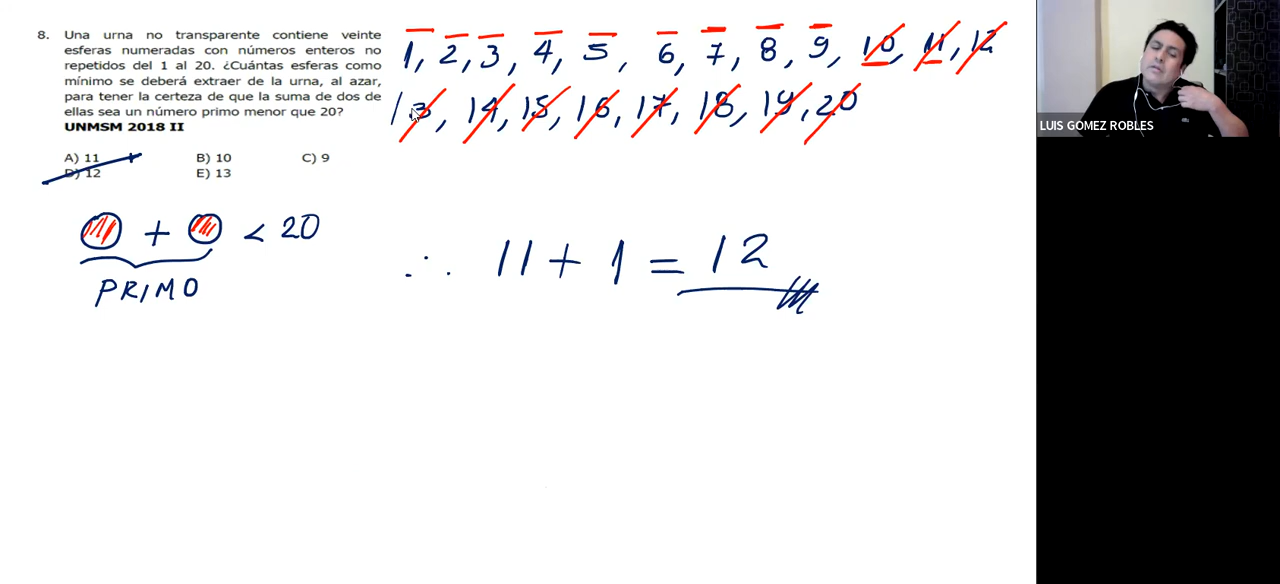 8. Una urna no transparente contiene veinte
esferas numeradas con números enteros no
repetidos del 1 al 20. ¿Cuántas esferas como
mínimo se deberá extraer de la urna, al azar,
para tener la certeza de que la suma de dos de
ellas sea un número primo menor que 20?
UNMSM 2018 II
A) 11 B) 10 C) 9
D) 12 E) 13
1, 2, 3, 4, 5, 6, 7, 8, 9, 10, 11, 12
13, 14, 15, 16, 17, 18, 19, 20
+ < 20
PRIMO
∴ 11 + 1 = 12
LUIS GOMEZ ROBLES